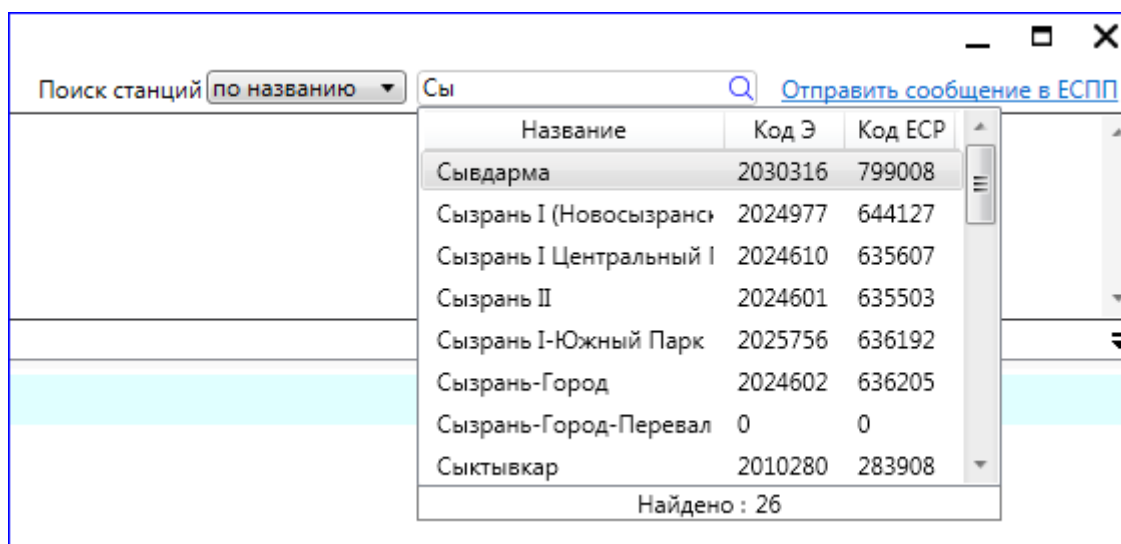 Поиск станций по названию Сы Отправить сообщение в ЕСПП
Название Код Э Код ЕСР
Сывдарма 2030316 799008
Сызрань I (Новосызранск 2024977 644127
Сызрань I Центральный 2024610 635607
Сызрань II 2024601 635503
Сызрань I-Южный Парк 2025756 636192
Сызрань-Город 2024602 636205
Сызрань-Город-Перевал 0 0
Сыктывкар 2010280 283908
Найдено : 26